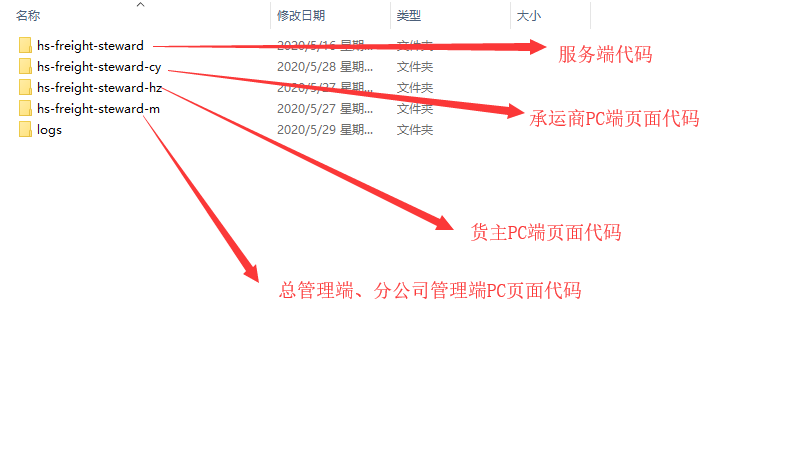 名称 修改日期 类型 大小
hs-freight-steward 2020/5/16 星期... 文件夹 服务端代码
hs-freight-steward-cy 2020/5/28 星期... 文件夹
hs-freight-steward-hz 2020/5/27 星期... 文件夹
hs-freight-steward-m 2020/5/27 星期... 文件夹 承运商PC端页面代码
logs 2020/5/29 星期... 文件夹
货主PC端页面代码
总管理端、分公司管理端PC页面代码